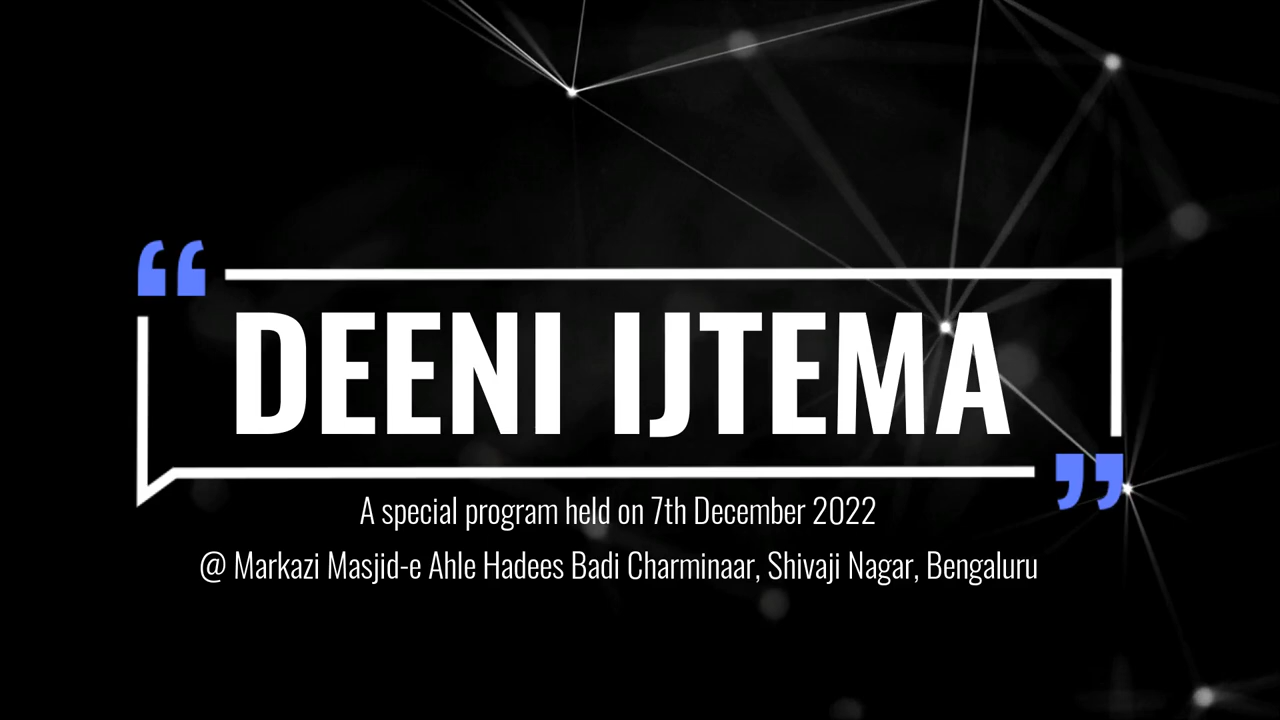 DEENI IJTEMA
A special program held on 7th December 2022
@ Markazi Masjid-e Ahle Hadees Badi Charminaar, Shivaji Nagar, Bengaluru